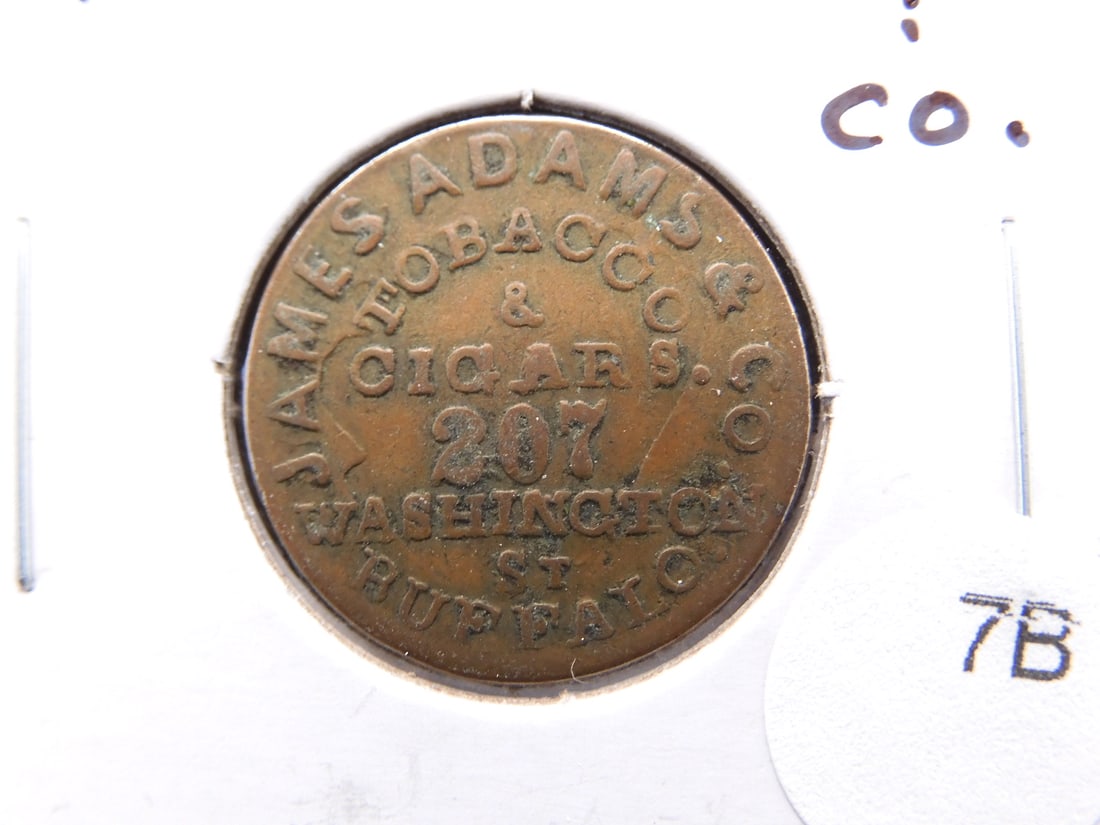 CO.
JAMES ADAMS & CO
TOBACCO
&
CIGARS.
207
WASHINGTON
ST
BUFFALO
7B